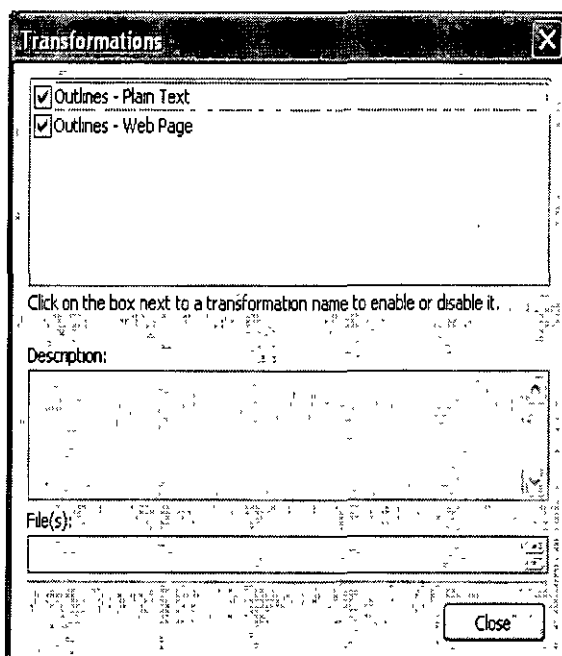 Transformations
Outlines - Plain Text
Outlines - Web Page
Click on the box next to a transformation name to enable or disable it.
Description:
File(s):
Close